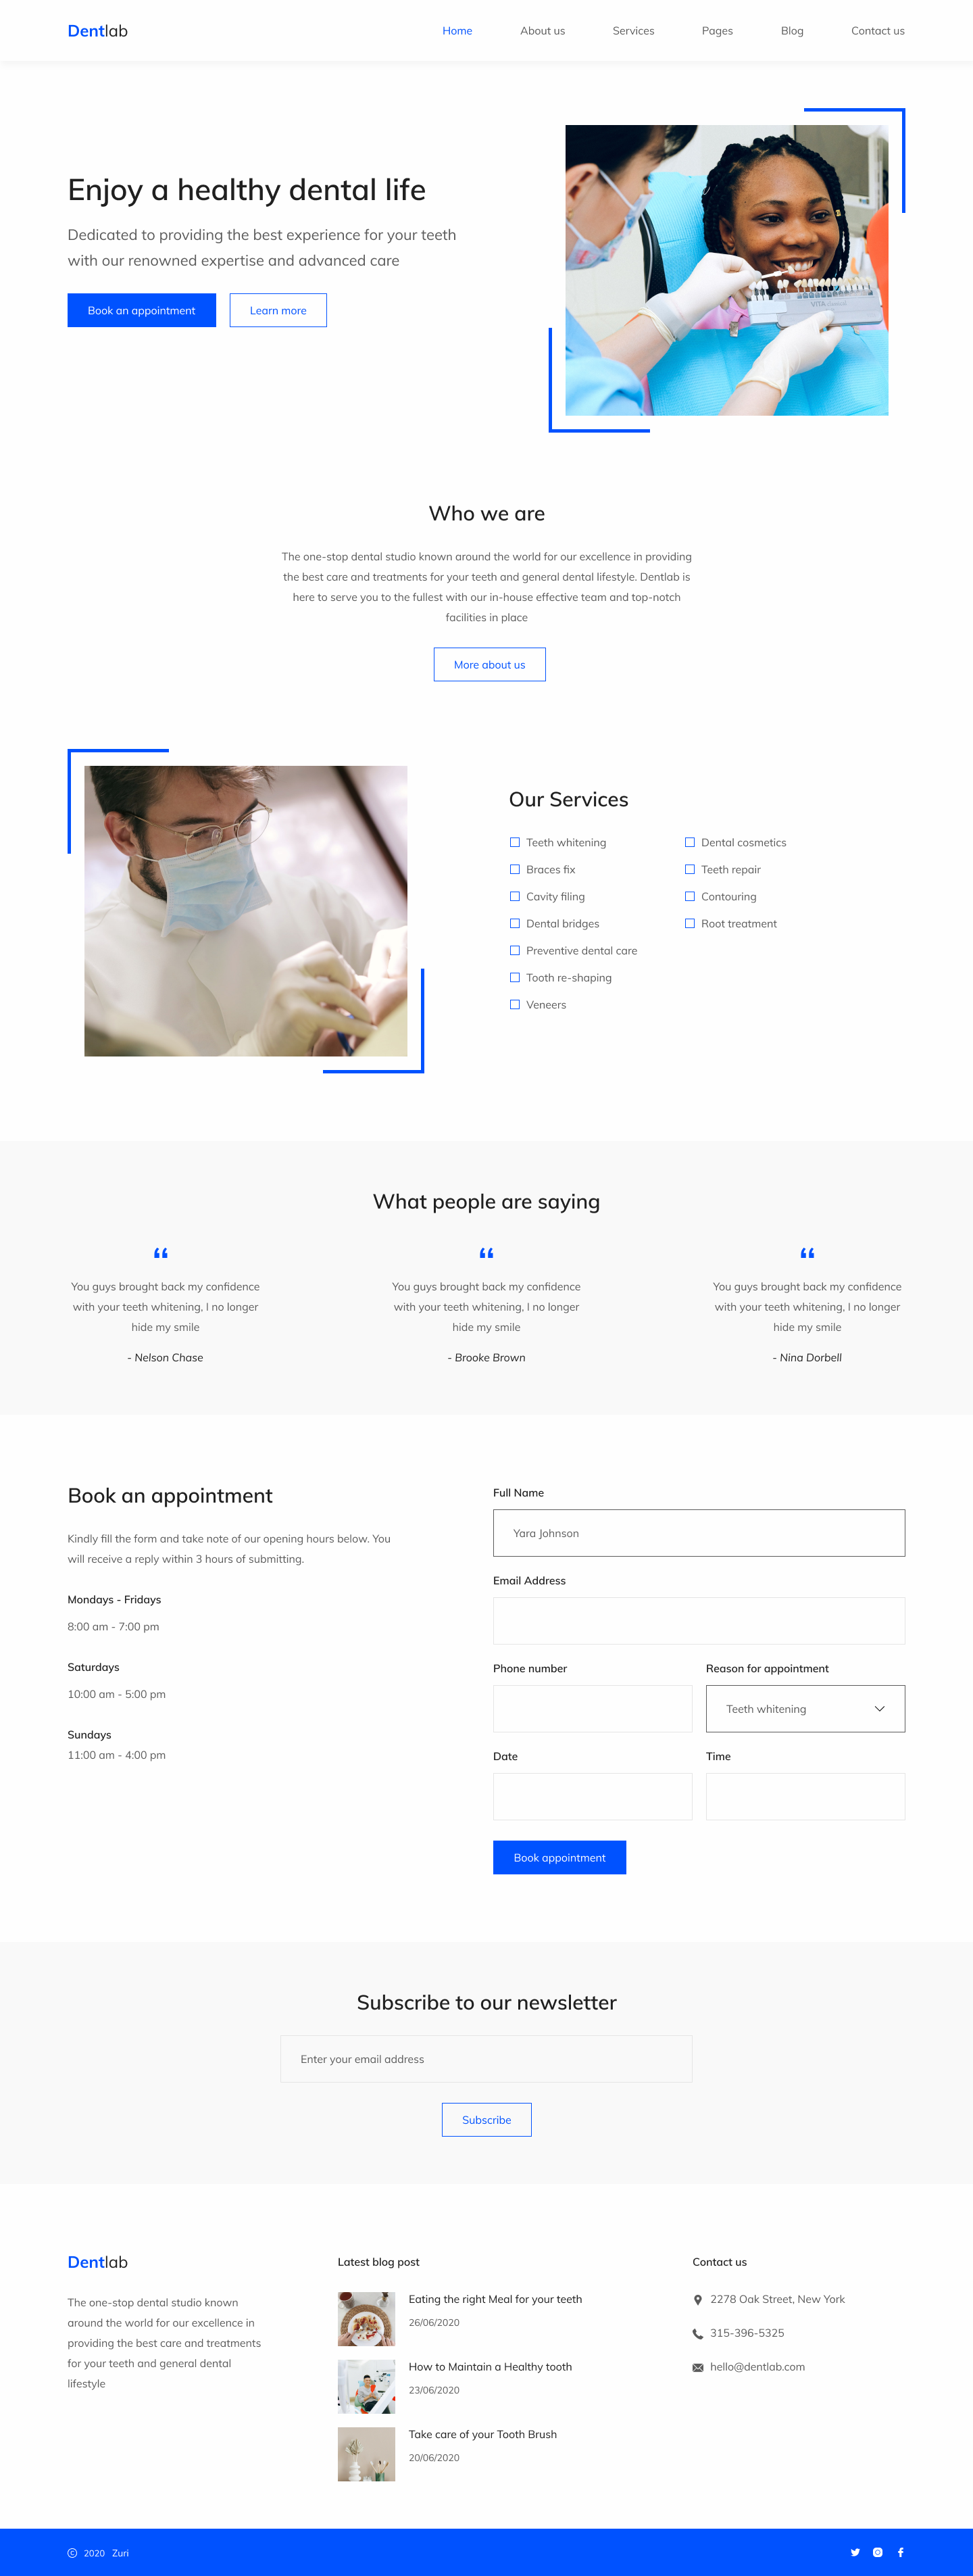 Dentlab
Home About us Services Pages Blog Contact us
Enjoy a healthy dental life
Dedicated to providing the best experience for your teeth
with our renowned expertise and advanced care
Book an appointment Learn more
VITA classical
Who we are
The one-stop dental studio known around the world for our excellence in providing
the best care and treatments for your teeth and general dental lifestyle. Dentlab is
here to serve you to the fullest with our in-house effective team and top-notch
facilities in place
More about us
Our Services
Teeth whitening
Braces fix
Cavity filing
Dental bridges
Preventive dental care
Tooth re-shaping
Veneers
Dental cosmetics
Teeth repair
Contouring
Root treatment
What people are saying
“
You guys brought back my confidence
with your teeth whitening, I no longer
hide my smile
- Nelson Chase
“
You guys brought back my confidence
with your teeth whitening, I no longer
hide my smile
- Brooke Brown
“
You guys brought back my confidence
with your teeth whitening, I no longer
hide my smile
- Nina Dorbell
Book an appointment
Kindly fill the form and take note of our opening hours below. You
will receive a reply within 3 hours of submitting.
Mondays - Fridays
8:00 am - 7:00 pm
Saturdays
10:00 am - 5:00 pm
Sundays
11:00 am - 4:00 pm
Full Name
Yara Johnson
Email Address
Phone number
Reason for appointment
Teeth whitening
Date
Time
Book appointment
Subscribe to our newsletter
Enter your email address
Subscribe
Dentlab
The one-stop dental studio known
around the world for our excellence in
providing the best care and treatments
for your teeth and general dental
lifestyle
Latest blog post
Eating the right Meal for your teeth
26/06/2020
How to Maintain a Healthy tooth
23/06/2020
Take care of your Tooth Brush
20/06/2020
Contact us
2278 Oak Street, New York
315-396-5325
hello@dentlab.com
© 2020 Zuri